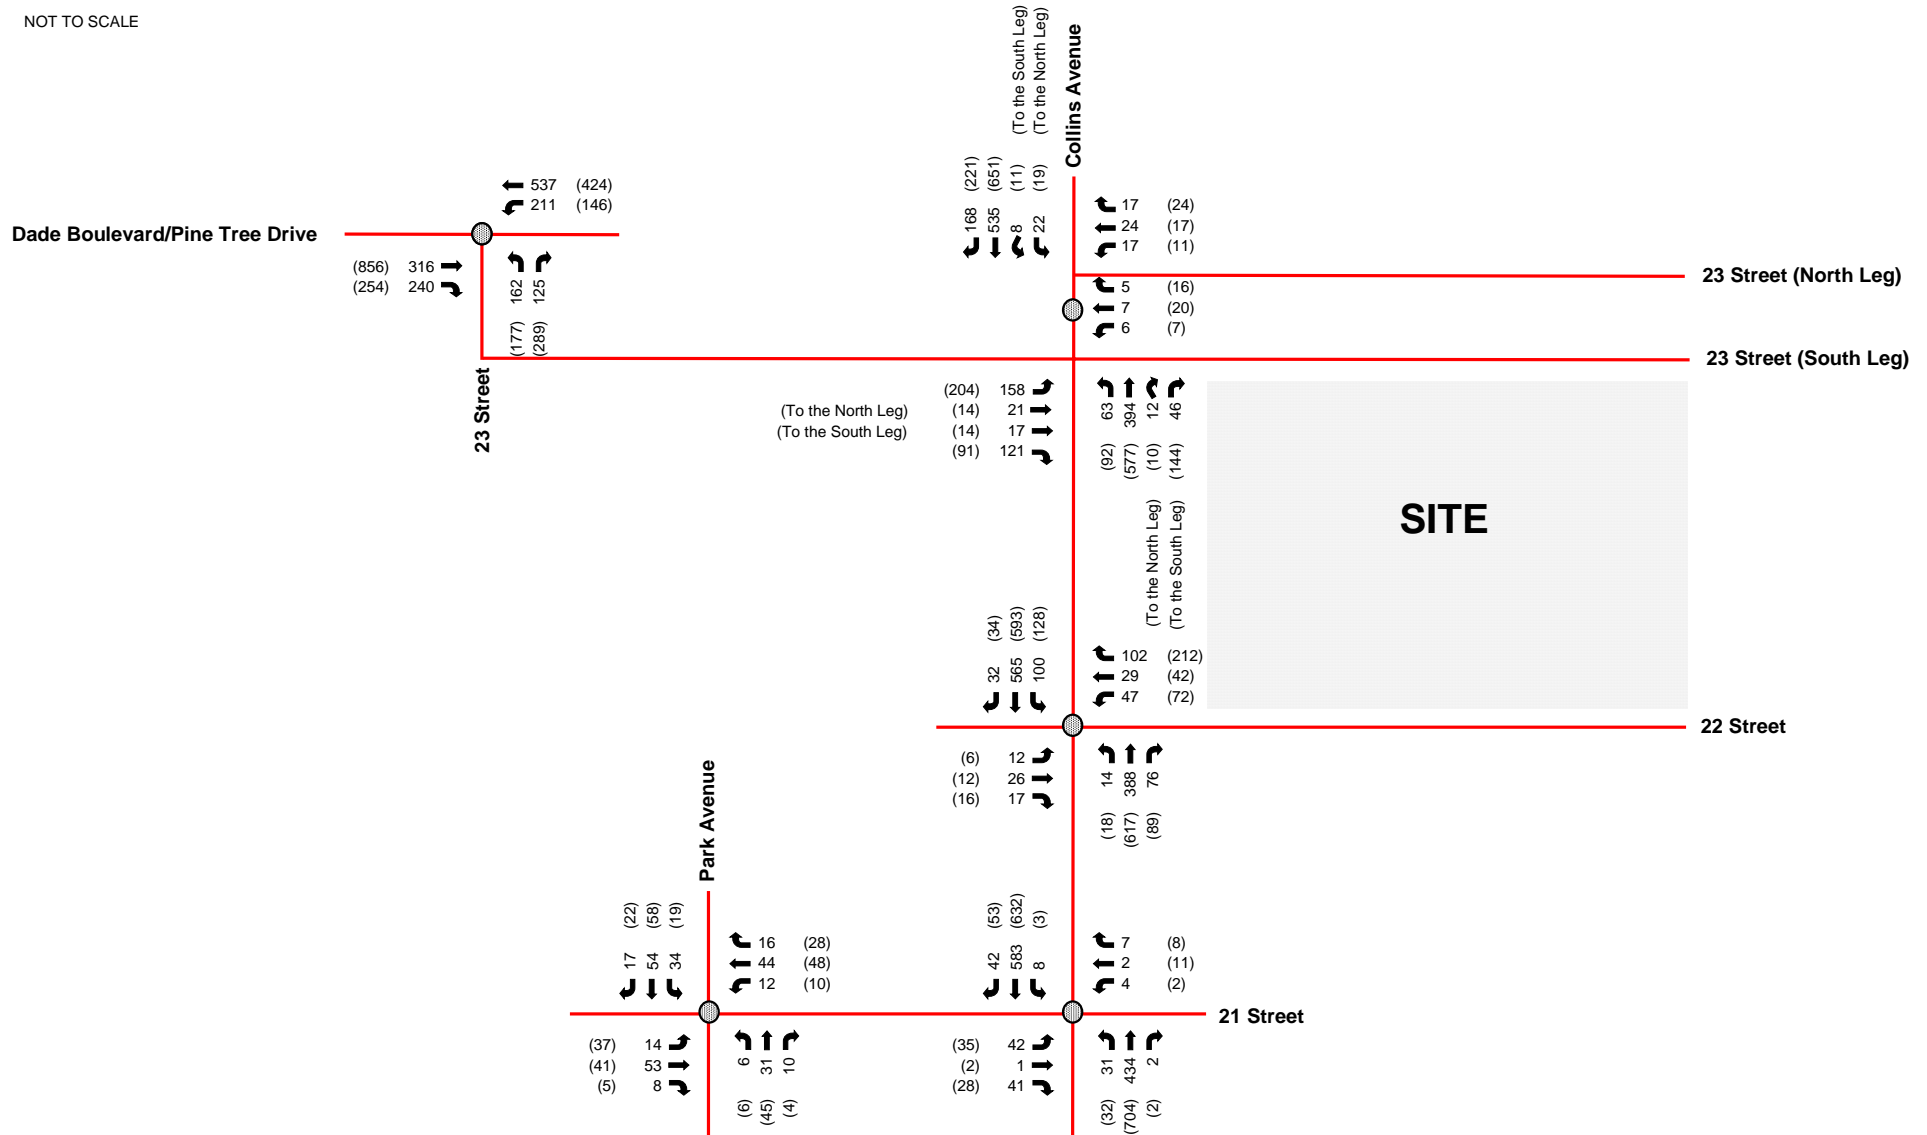 NOT TO SCALE
(To the South Leg)
(To the North Leg)
Collins Avenue
(221) (651) (11) (19)
168 535 8 22
537 (424)
211 (146)
Dade Boulevard/Pine Tree Drive
(856) 316
(254) 240
162 125
(177) (289)
23 Street
17 (24)
24 (17)
17 (11)
23 Street (North Leg)
5 (16)
7 (20)
6 (7)
23 Street (South Leg)
(204) 158
(To the North Leg) (14) 21
(To the South Leg) (14) 17
(91) 121
63 394 12 46
(92) (577) (10) (144)
(To the North Leg)
(To the South Leg)
SITE
(34) (593) (128)
32 565 100
102 (212)
29 (42)
47 (72)
22 Street
(6) 12
(12) 26
(16) 17
14 388 76
(18) (617) (89)
Park Avenue
(22) (58) (19)
17 54 34
16 (28)
44 (48)
12 (10)
(37) 14
(41) 53
(5) 8
6 31 10
(6) (45) (4)
(53) (632) (3)
42 583 8
7 (8)
2 (11)
4 (2)
21 Street
(35) 42
(2) 1
(28) 41
31 434 2
(32) (704) (2)